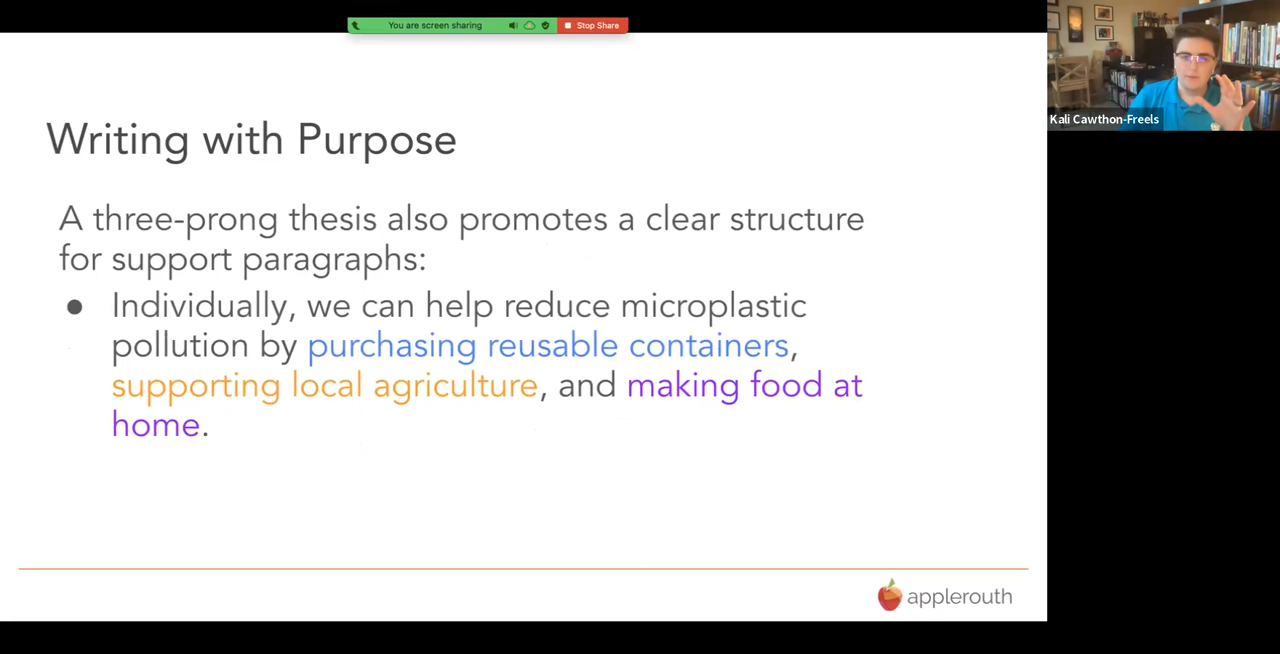 You are screen sharing
Stop Share
Kali Cawthon-Freels
Writing with Purpose
A three-prong thesis also promotes a clear structure
for support paragraphs:
● Individually, we can help reduce microplastic
pollution by purchasing reusable containers,
supporting local agriculture, and making food at
home.
applerouth